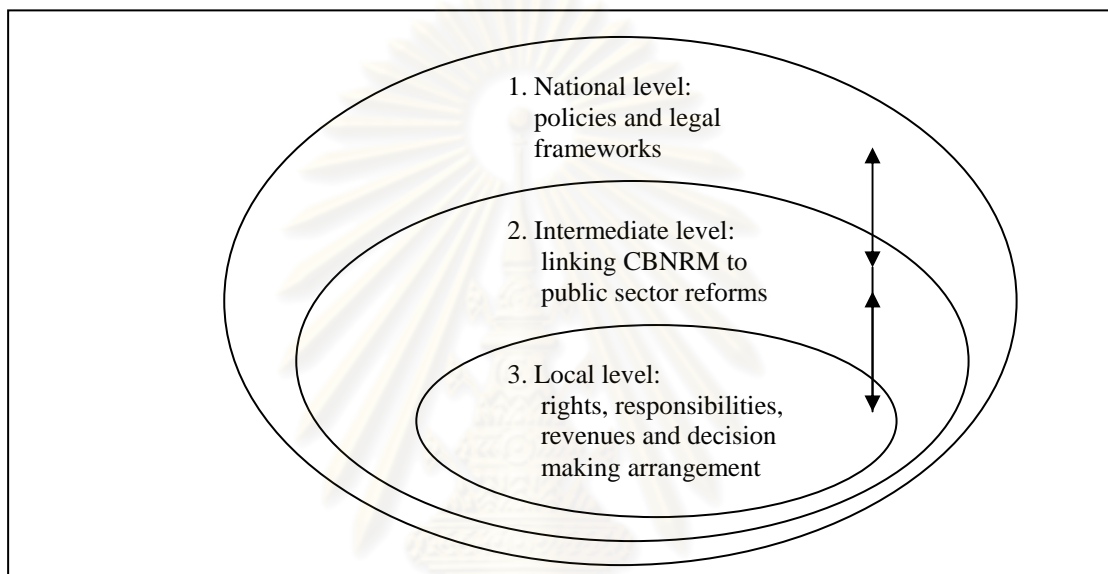 1. National level:
policies and legal
frameworks
2. Intermediate level:
linking CBNRM to
public sector reforms
3. Local level:
rights, responsibilities,
revenues and decision
making arrangement